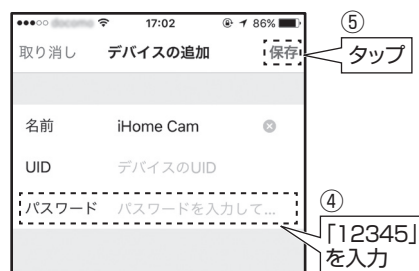 17:02 86%
⑤
取り消し デバイスの追加 保存
タップ
名前 iHome Cam
UID デバイスのUID
パスワード パスワードを入力して...
④
「12345」
を入力